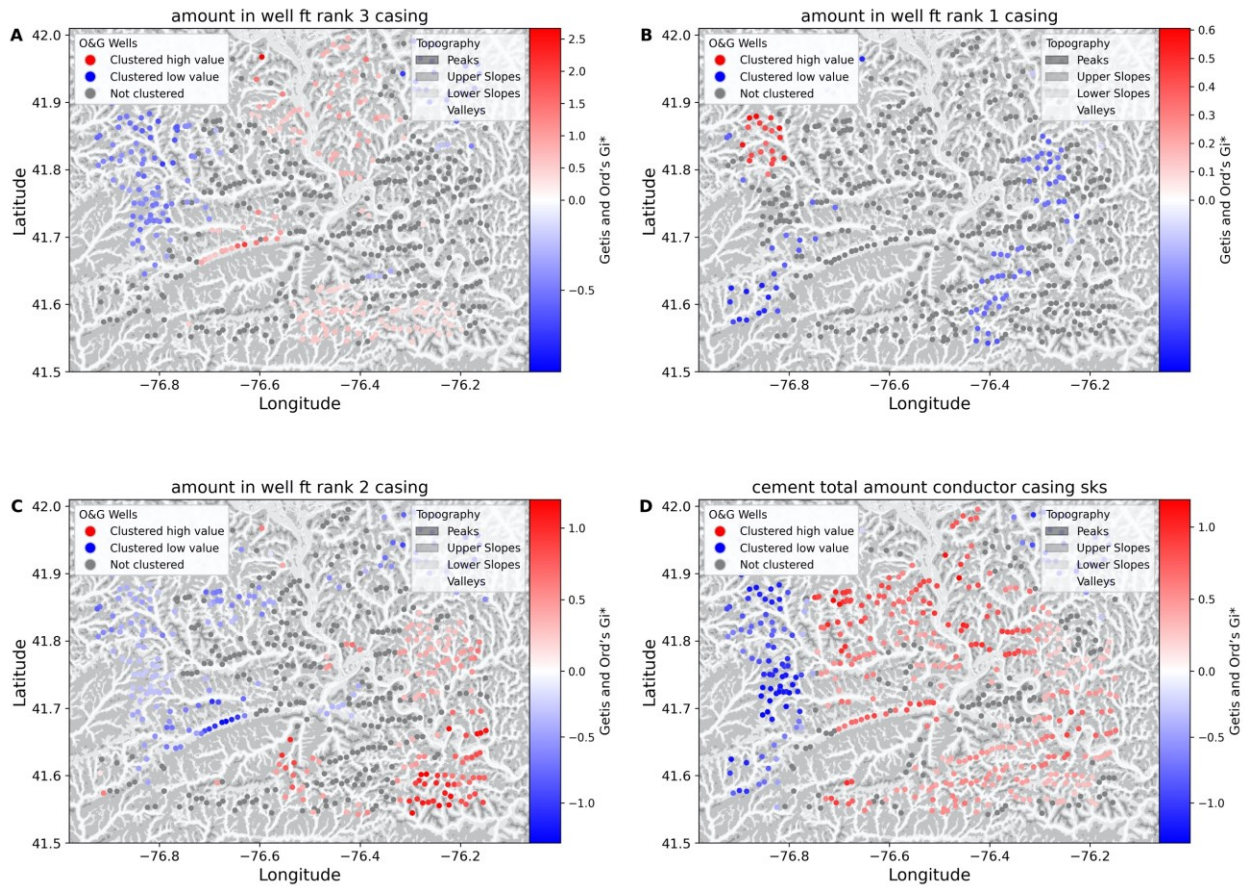 amount in well ft rank 3 casing
A
42.0
41.9
41.8
41.7
41.6
41.5
Latitude
O&G Wells
Clustered high value
Clustered low value
Not clustered
Topography
Peaks
Upper Slopes
Lower Slopes
Valleys
−76.8
−76.6
−76.4
−76.2
Longitude
2.5
2.0
1.5
1.0
0.5
0.0
−0.5
Getis and Ord's Gi*
amount in well ft rank 1 casing
B
42.0
41.9
41.8
41.7
41.6
41.5
Latitude
O&G Wells
Clustered high value
Clustered low value
Not clustered
Topography
Peaks
Upper Slopes
Lower Slopes
Valleys
−76.8
−76.6
−76.4
−76.2
Longitude
0.6
0.5
0.4
0.3
0.2
0.1
0.0
Getis and Ord's Gi*
amount in well ft rank 2 casing
C
42.0
41.9
41.8
41.7
41.6
41.5
Latitude
O&G Wells
Clustered high value
Clustered low value
Not clustered
Topography
Peaks
Upper Slopes
Lower Slopes
Valleys
−76.8
−76.6
−76.4
−76.2
Longitude
1.0
0.5
0.0
−0.5
−1.0
Getis and Ord's Gi*
cement total amount conductor casing sks
D
42.0
41.9
41.8
41.7
41.6
41.5
Latitude
O&G Wells
Clustered high value
Clustered low value
Not clustered
Topography
Peaks
Upper Slopes
Lower Slopes
Valleys
−76.8
−76.6
−76.4
−76.2
Longitude
1.0
0.5
0.0
−0.5
−1.0
Getis and Ord's Gi*